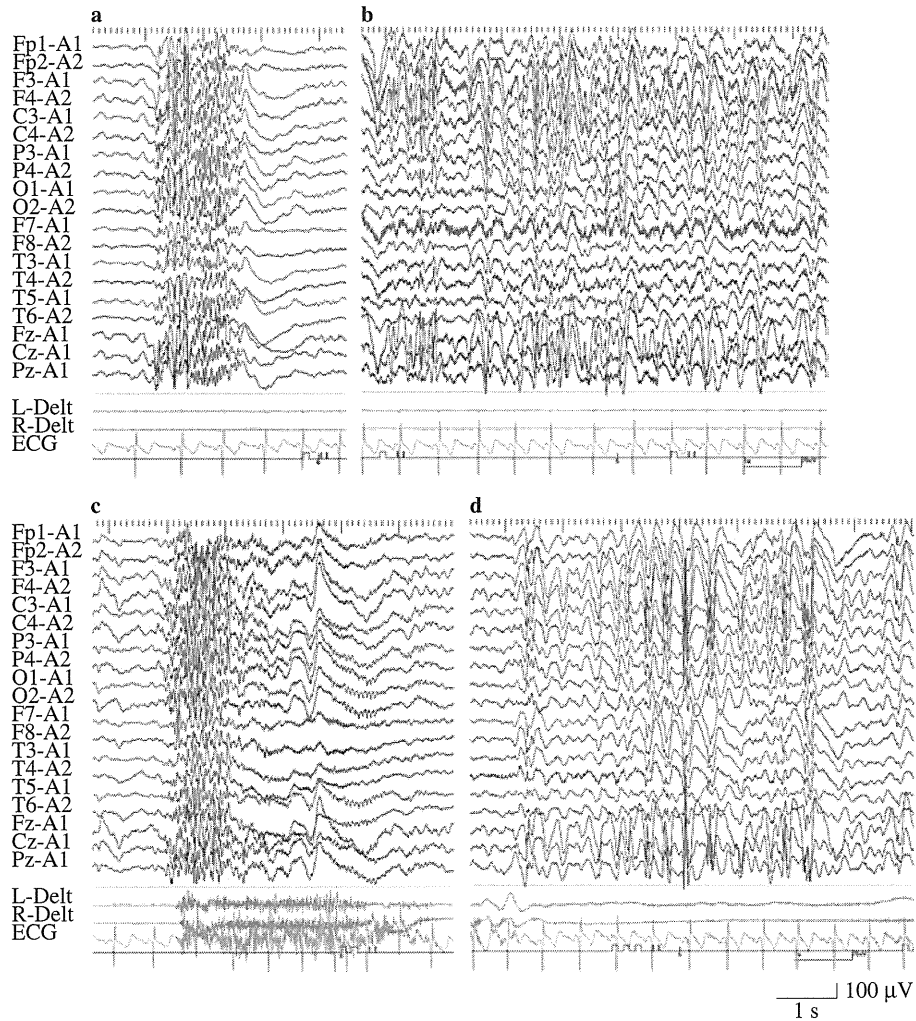 a
Fp1-A1
Fp2-A2
F3-A1
F4-A2
C3-A1
C4-A2
P3-A1
P4-A2
O1-A1
O2-A2
F7-A1
F8-A2
T3-A1
T4-A2
T5-A1
T6-A2
Fz-A1
Cz-A1
Pz-A1
L-Delt
R-Delt
ECG
b
c
Fp1-A1
Fp2-A2
F3-A1
F4-A2
C3-A1
C4-A2
P3-A1
P4-A2
O1-A1
O2-A2
F7-A1
F8-A2
T3-A1
T4-A2
T5-A1
T6-A2
Fz-A1
Cz-A1
Pz-A1
L-Delt
R-Delt
ECG
d
100 μV
1 s